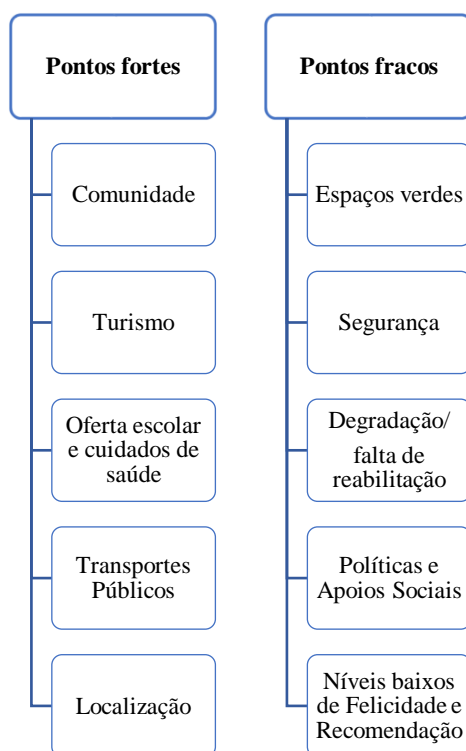 Pontos fortes
Comunidade
Turismo
Oferta escolar
e cuidados de
saúde
Transportes
Públicos
Localização
Pontos fracos
Espaços verdes
Segurança
Degradação/
falta de
reabilitação
Políticas e
Apoios Sociais
Níveis baixos
de Felicidade e
Recomendação